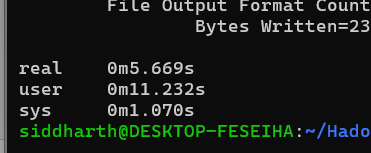 File Output Format Count
Bytes Written=23
real 0m5.669s
user 0m11.232s
sys 0m1.070s
siddharth@DESKTOP-FESEIHA:~/Hado